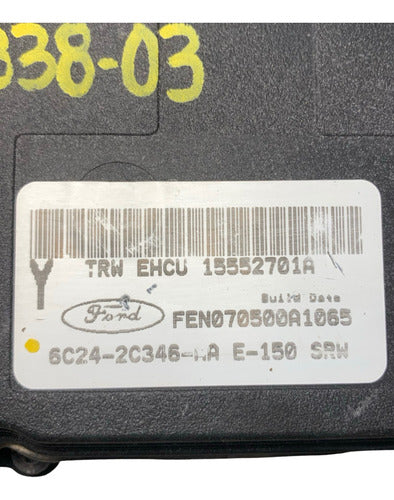 338-03
TRW EHCU 15552701A
Y
Build Date
Ford
FEN070500A1065
6C24-2C346-AA E-150 SRW